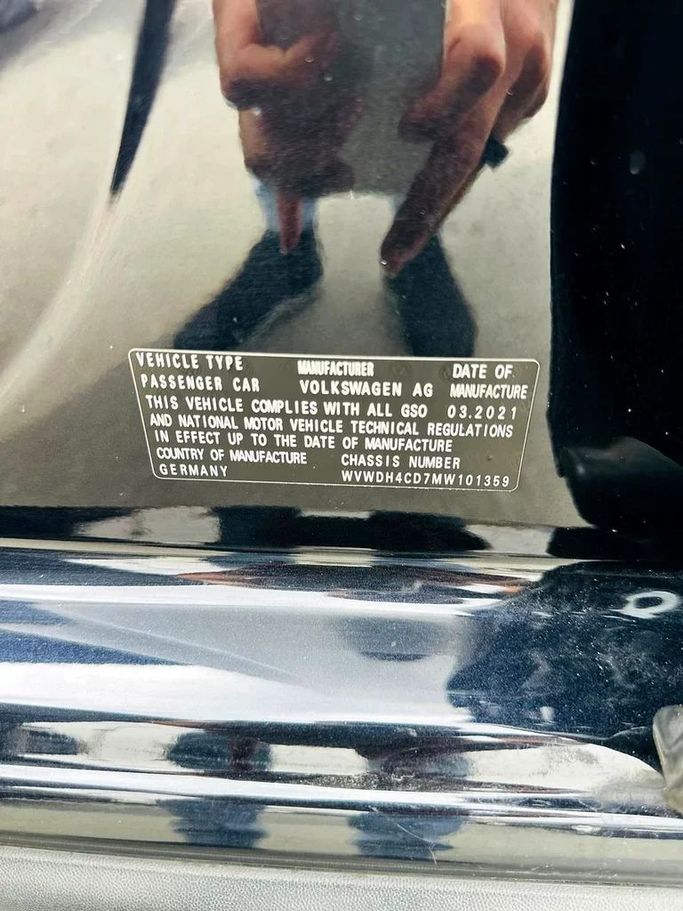 VEHICLE TYPE MANUFACTURER DATE OF
PASSENGER CAR VOLKSWAGEN AG MANUFACTURE
THIS VEHICLE COMPLIES WITH ALL GSO 03.2021
AND NATIONAL MOTOR VEHICLE TECHNICAL REGULATIONS
IN EFFECT UP TO THE DATE OF MANUFACTURE
COUNTRY OF MANUFACTURE CHASSIS NUMBER
GERMANY WVWDH4CD7MW101359